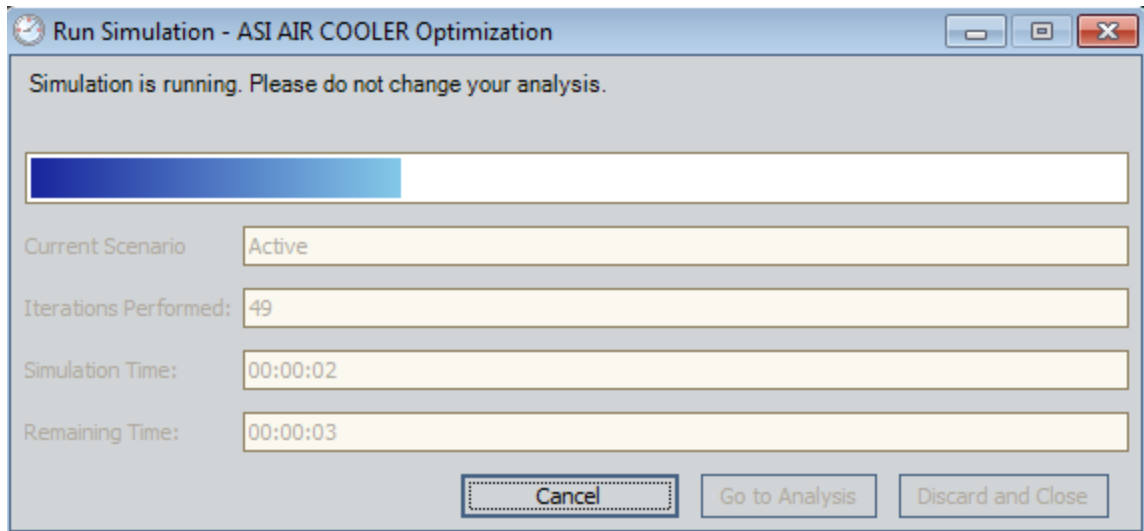 Run Simulation - ASI AIR COOLER Optimization
Simulation is running. Please do not change your analysis.
Current Scenario Active
Iterations Performed: 49
Simulation Time: 00:00:02
Remaining Time: 00:00:03
Cancel Go to Analysis Discard and Close